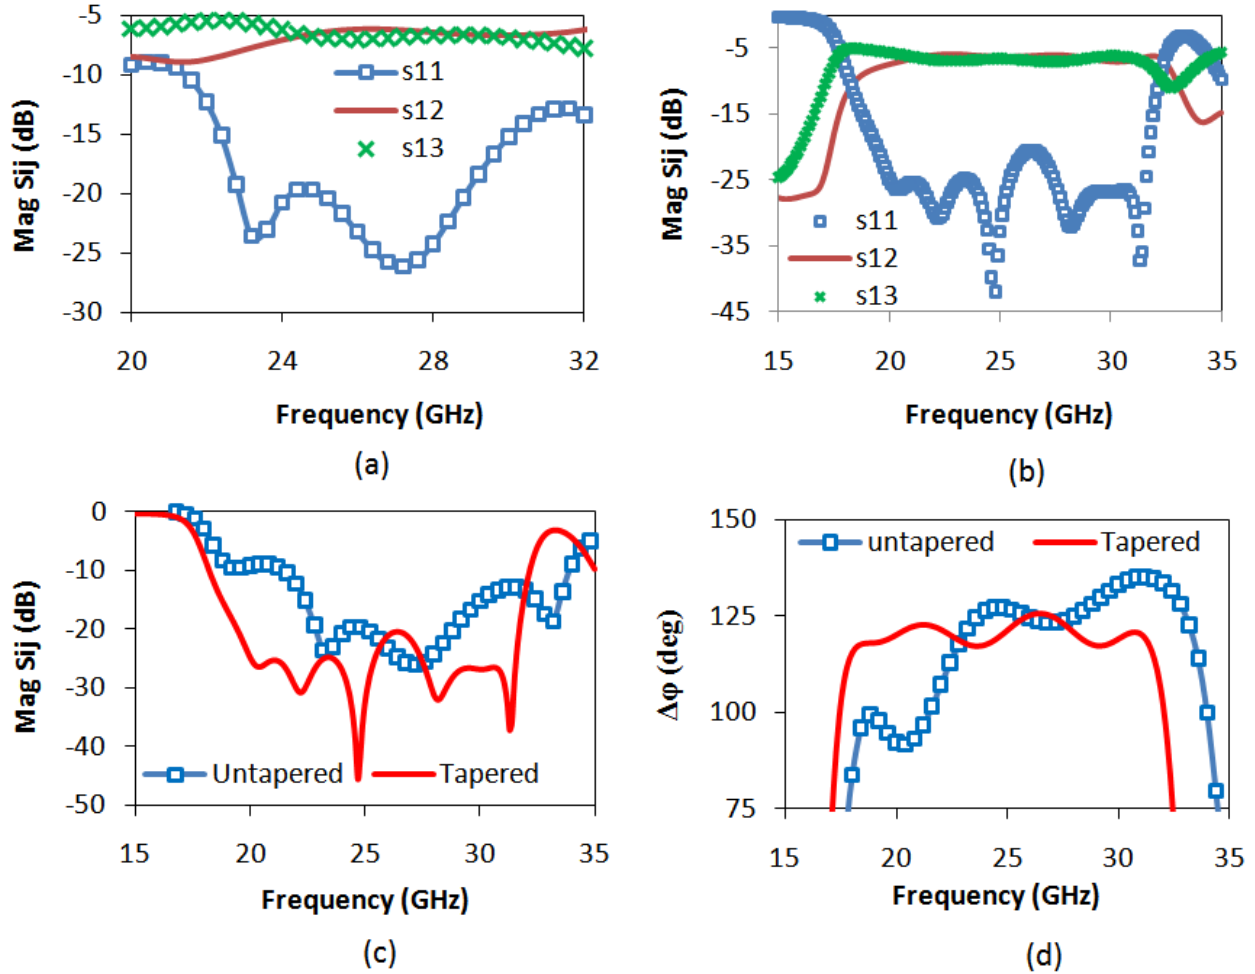 -5
-10
-15
-20
-25
-30
Mag Sij (dB)
s11
s12
s13
20 24 28 32
Frequency (GHz)
(a)
-5
-15
-25
-35
-45
Mag Sij (dB)
s11
s12
s13
15 20 25 30 35
Frequency (GHz)
(b)
0
-10
-20
-30
-40
-50
Mag Sij (dB)
Untapered Tapered
15 20 25 30 35
Frequency (GHz)
(c)
150
125
100
75
Δφ (deg)
untapered Tapered
15 20 25 30 35
Frequency (GHz)
(d)